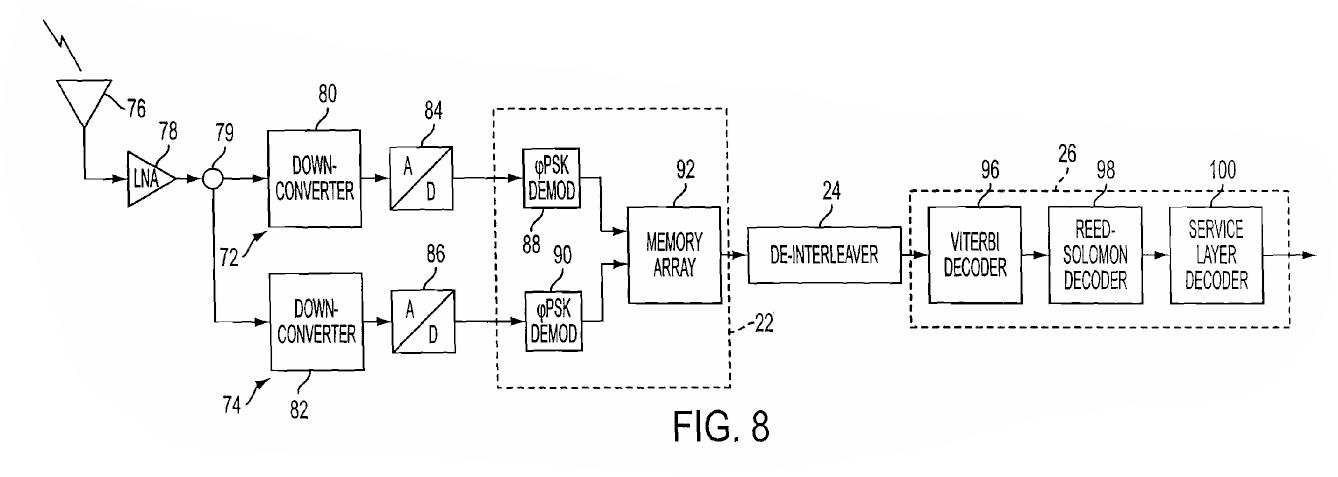 76
78
LNA
79
80
DOWN-
CONVERTER
72
84
A
D
φPSK
DEMOD
88
92
MEMORY
ARRAY
22
24
DE-INTERLEAVER
26
96
VITERBI
DECODER
98
REED-
SOLOMON
DECODER
100
SERVICE
LAYER
DECODER
74
DOWN-
CONVERTER
82
86
A
D
90
φPSK
DEMOD
FIG. 8